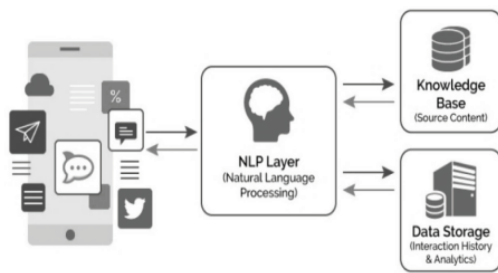 %
NLP Layer
(Natural Language
Processing)
Knowledge
Base
(Source Content)
Data Storage
(Interaction History
& Analytics)